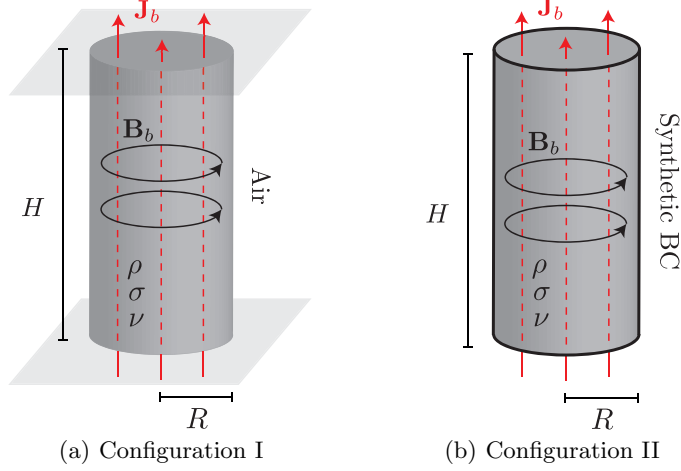 J_b
B_b
H
Air
ρ
σ
ν
R
(a) Configuration I
J_b
B_b
H
Synthetic BC
ρ
σ
ν
R
(b) Configuration II